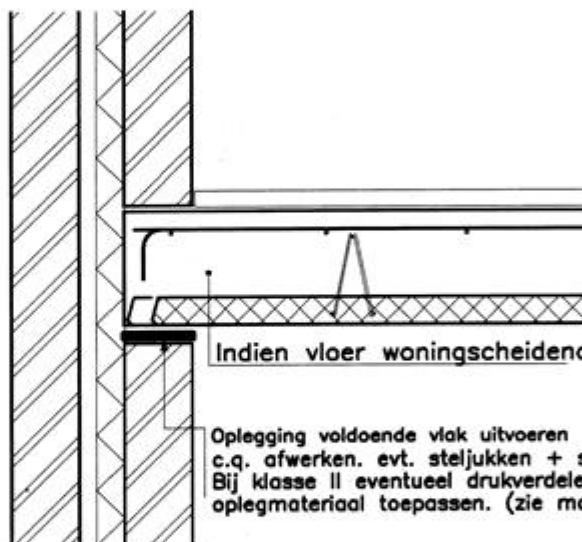 Indien vloer woningscheidend
Oplegging voldoende vlak uitvoeren
c.q. afwerken. evt. steljukken + s
Bij klasse II eventueel drukverdele
oplegmateriaal toepassen. (zie ma